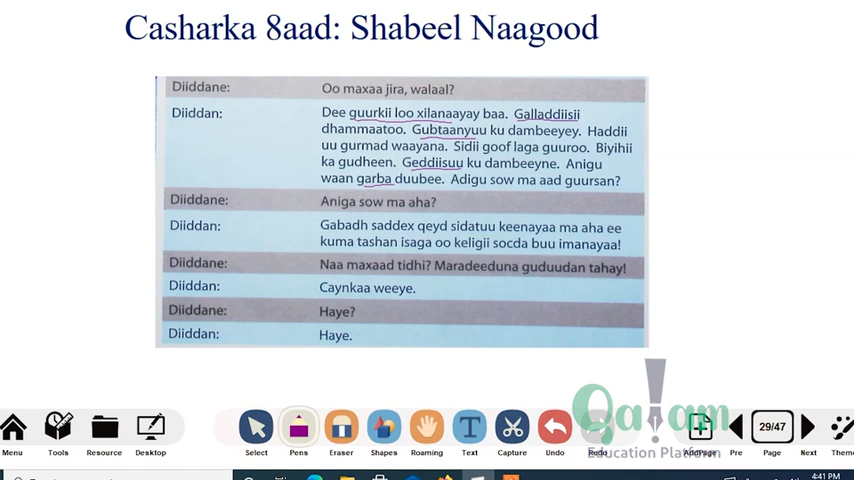 Casharka 8aad: Shabeel Naagood
Diiddane: Oo maxaa jira, walaal?
Diiddan: Dee guurkii loo xilanaayay baa. Galladdiisii
dhammaatoo. Gubtaanyuu ku dambeeyey. Haddii
uu gurmad waayana. Sidii goof laga guuroo. Biyihii
ka gudheen. Geddiisuu ku dambeeyne. Anigu
waan garba duubee. Adigu sow ma aad guursan?
Diiddane: Aniga sow ma aha?
Diiddan: Gabadh saddex qeyd sidatuu keenayaa ma aha ee
kuma tashan isaga oo keligii socda buu imanayaa!
Diiddane: Naa maxaad tidhi? Maradeeduna guduudan tahay!
Diiddan: Caynkaa weeye.
Diiddane: Haye?
Diiddan: Haye.
Qalam
Education Platform
29/47
Menu Tools Resource Desktop Select Pens Eraser Shapes Roaming Text Capture Undo Redo AddPage Pre Page Next Theme
4:41 PM